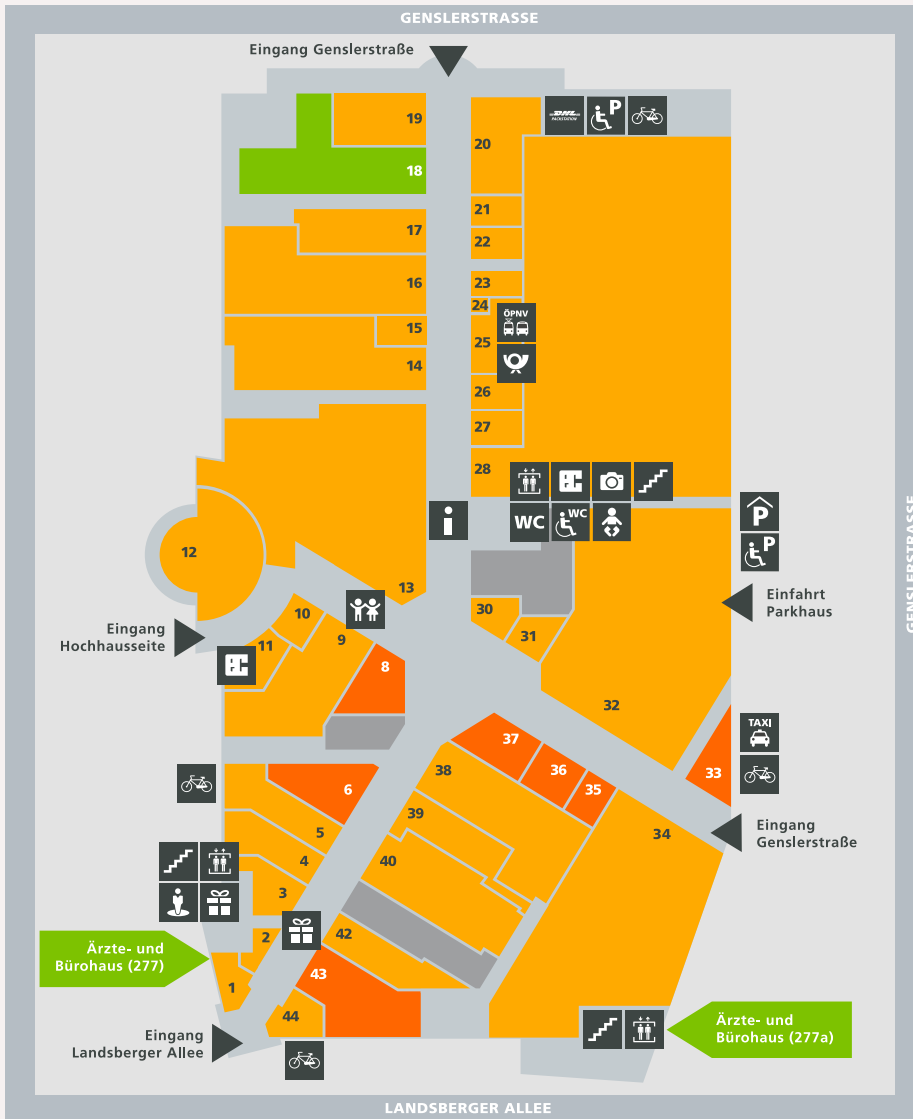 GENSLERSTRASSE
Eingang Genslerstraße
19
20
DHL
PACKSTATION
P
18
21
17
22
23
16
24
ÖPNV
15
25
14
26
27
28
WC
WC
P
P
12
13
30
Einfahrt
Parkhaus
GENSLERSTRASSE
10
31
Eingang
Hochhausseite
11
9
8
32
37
TAXI
36
33
38
35
6
39
5
34
Eingang
Genslerstraße
4
40
3
2
42
Ärzte- und
Bürohaus (277)
43
1
44
Ärzte- und
Bürohaus (277a)
Eingang
Landsberger Allee
LANDSBERGER ALLEE